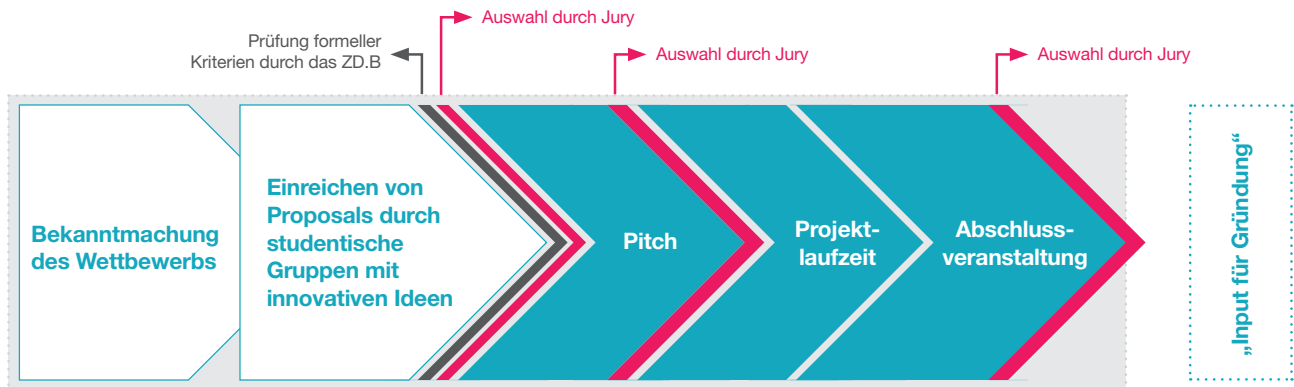 Auswahl durch Jury
Prüfung formeller
Kriterien durch das ZD.B
Auswahl durch Jury
Auswahl durch Jury
Bekanntmachung
des Wettbewerbs
Einreichen von
Proposals durch
studentische
Gruppen mit
innovativen Ideen
Pitch
Projekt-
laufzeit
Abschluss-
veranstaltung
„Input für Gründung“